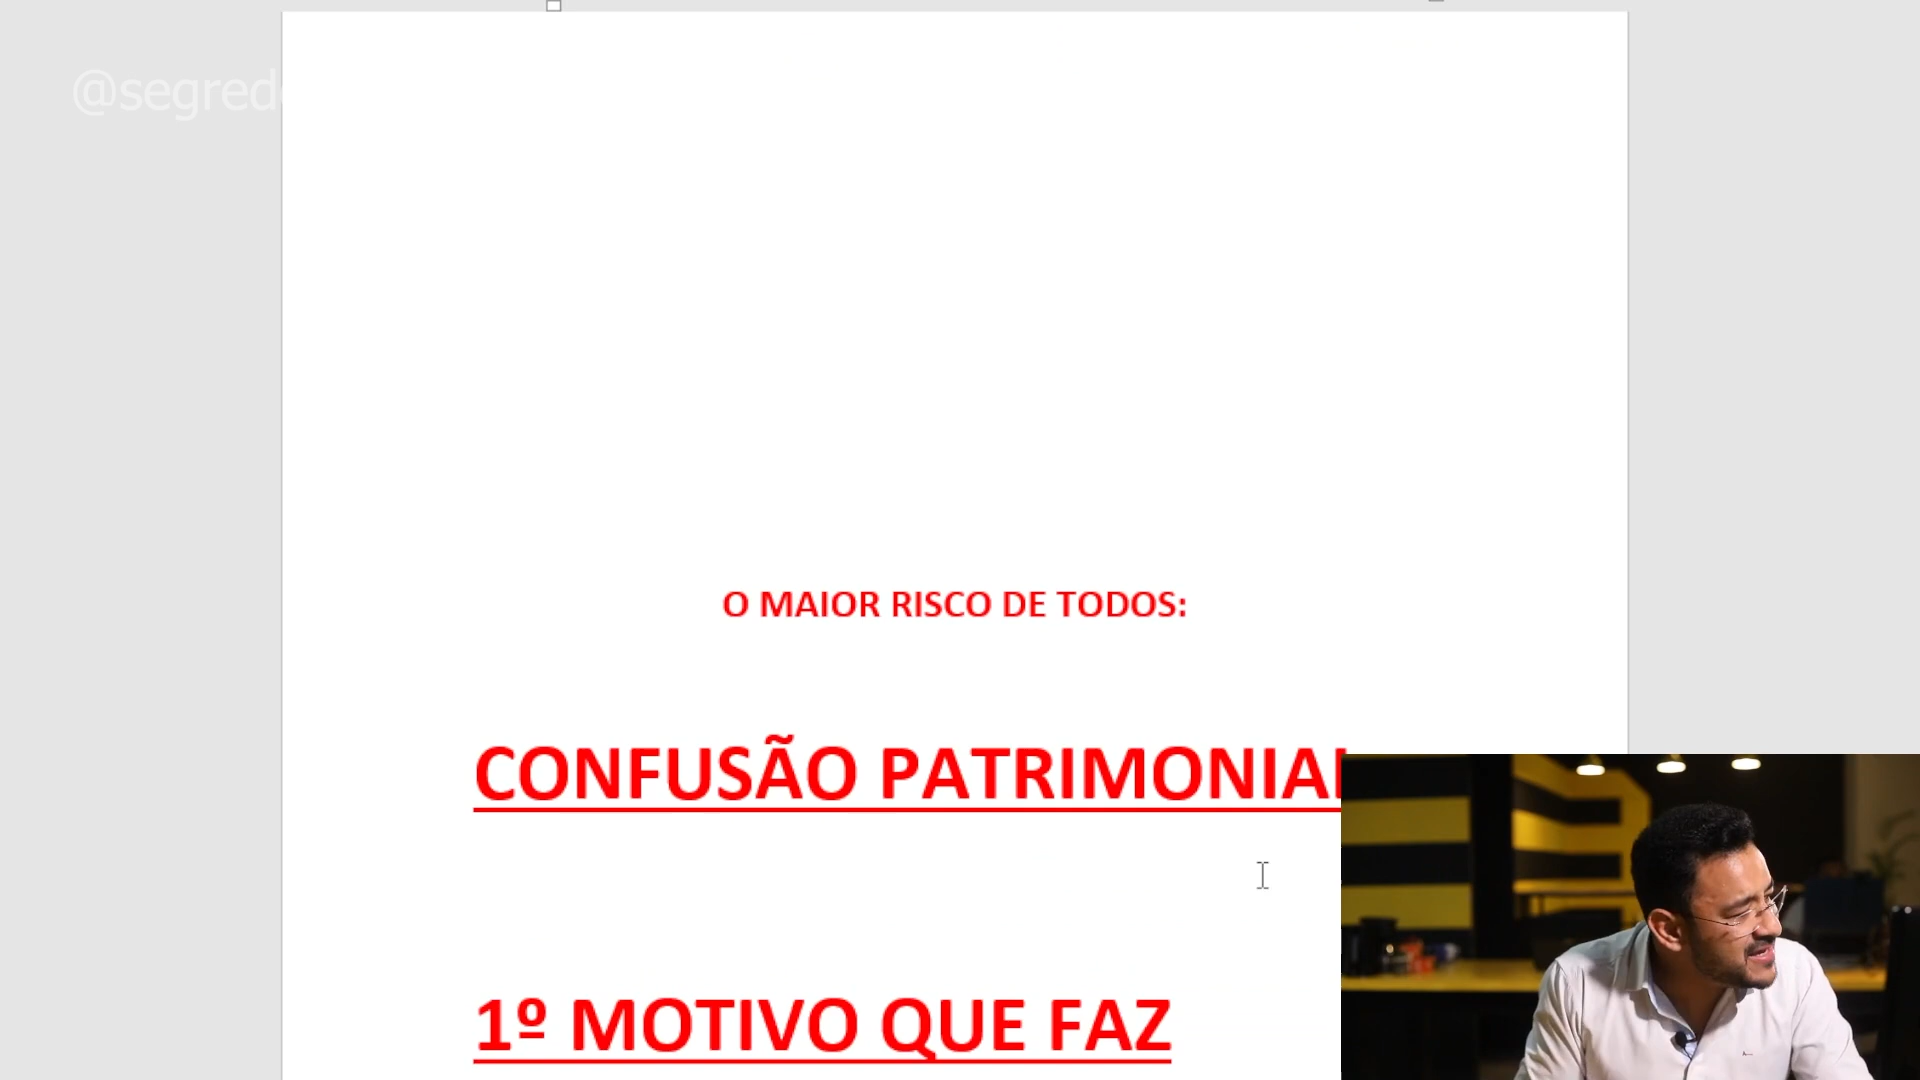 @segred
O MAIOR RISCO DE TODOS:
CONFUSÃO PATRIMONIAL
1º MOTIVO QUE FAZ